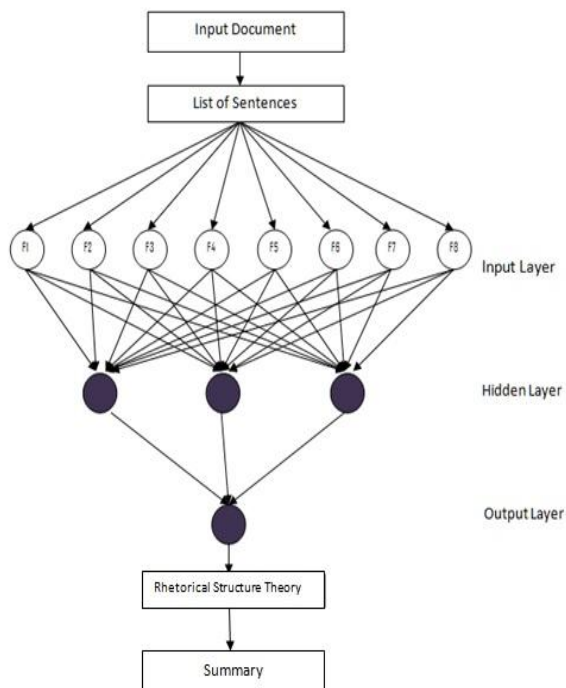 Input Document
List of Sentences
F1 F2 F3 F4 F5 F6 F7 F8
Input Layer
Hidden Layer
Output Layer
Rhetorical Structure Theory
Summary